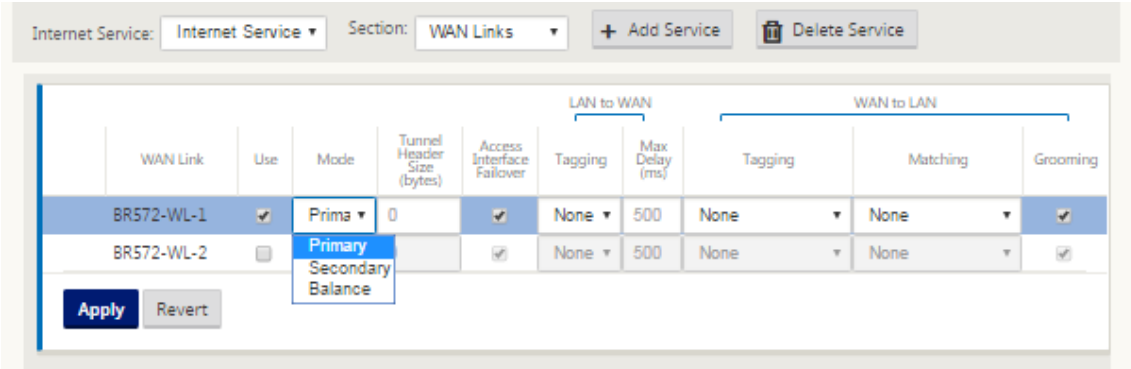 Internet Service: Internet Service Section: WAN Links + Add Service Delete Service
LAN to WAN WAN to LAN
WAN Link Use Mode Tunnel Header Size (bytes) Access Interface Failover Tagging Max Delay (ms) Tagging Matching Grooming
BR572-WL-1 Prima 0 None 500 None None
BR572-WL-2 None 500 None None
Primary
Secondary
Balance
Apply Revert